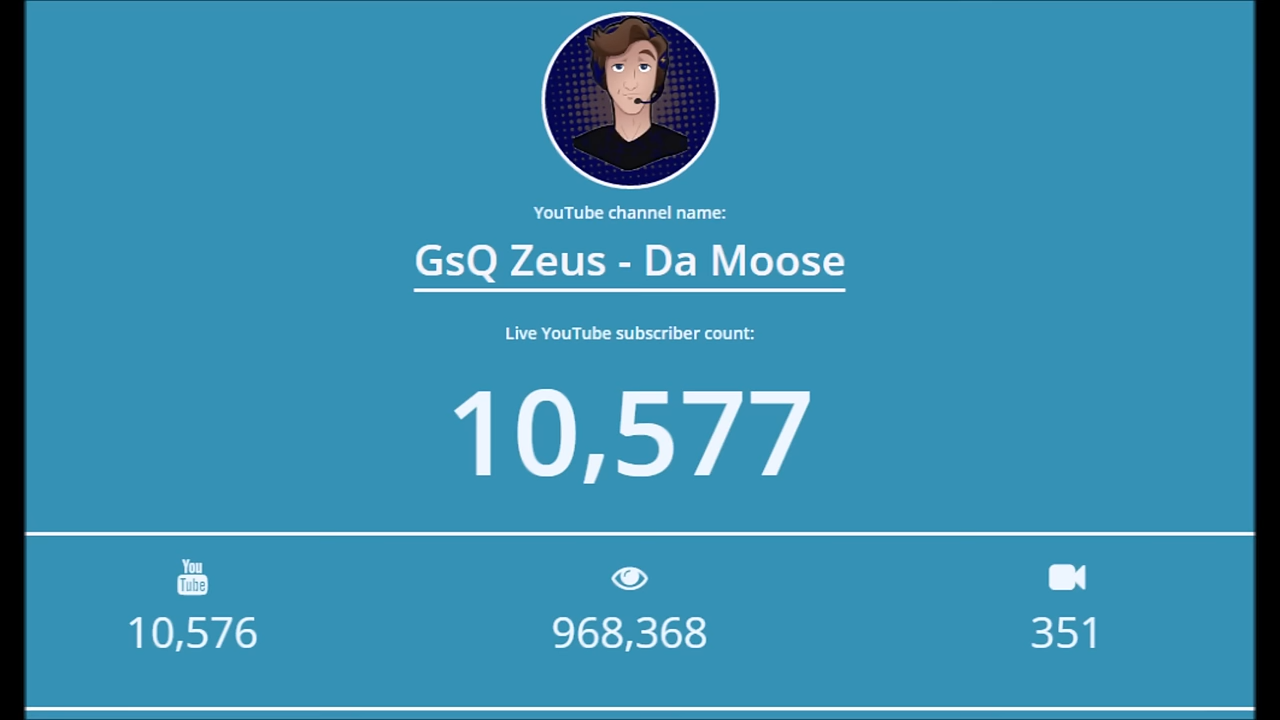 YouTube channel name:
GsQ Zeus - Da Moose
Live YouTube subscriber count:
10,577
You
Tube
10,576
968,368
351